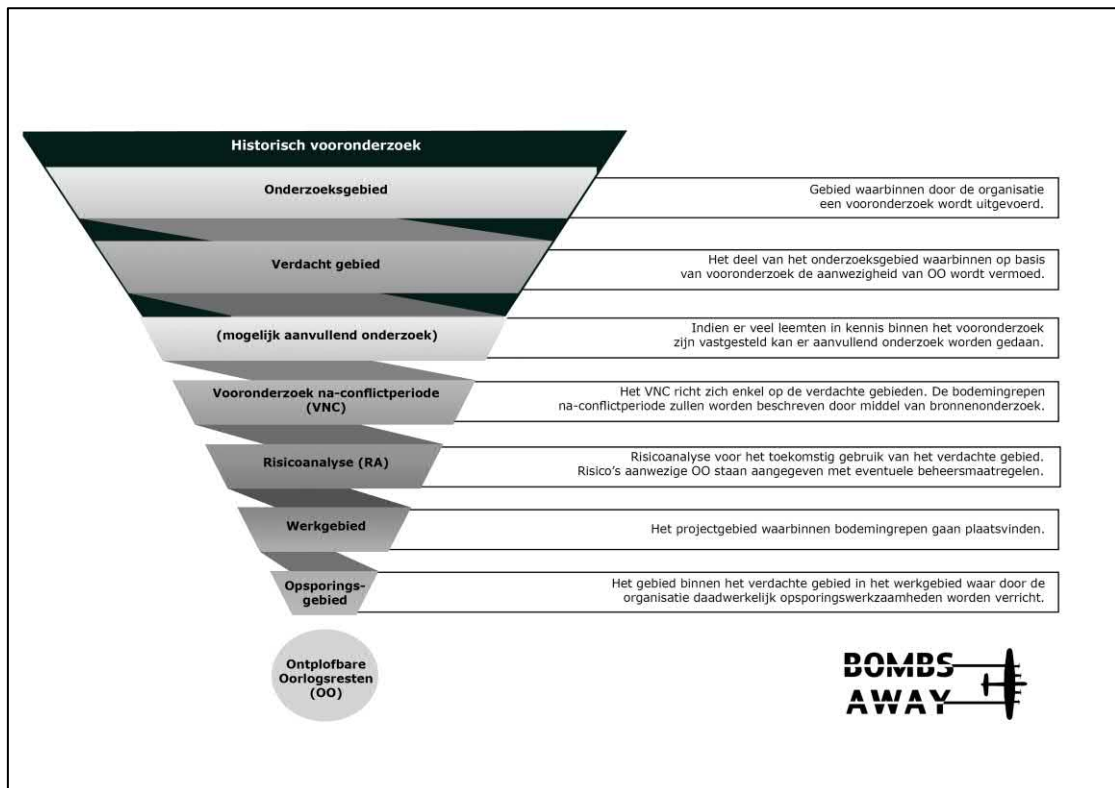 Historisch vooronderzoek
Onderzoeksgebied
Gebied waarbinnen door de organisatie
een vooronderzoek wordt uitgevoerd.
Verdacht gebied
Het deel van het onderzoeksgebied waarbinnen op basis
van vooronderzoek de aanwezigheid van OO wordt vermoed.
(mogelijk aanvullend onderzoek)
Indien er veel leemten in kennis binnen het vooronderzoek
zijn vastgesteld kan er aanvullend onderzoek worden gedaan.
Vooronderzoek na-conflictperiode
(VNC)
Het VNC richt zich enkel op de verdachte gebieden. De bodemingrepen
na-conflictperiode zullen worden beschreven door middel van bronnenonderzoek.
Risicoanalyse (RA)
Risicoanalyse voor het toekomstig gebruik van het verdachte gebied.
Risico's aanwezige OO staan aangegeven met eventuele beheersmaatregelen.
Werkgebied
Het projectgebied waarbinnen bodemingrepen gaan plaatsvinden.
Opsporings-
gebied
Het gebied binnen het verdachte gebied in het werkgebied waar door de
organisatie daadwerkelijk opsporingswerkzaamheden worden verricht.
Ontplofbare
Oorlogsresten
(OO)
BOMBS
AWAY